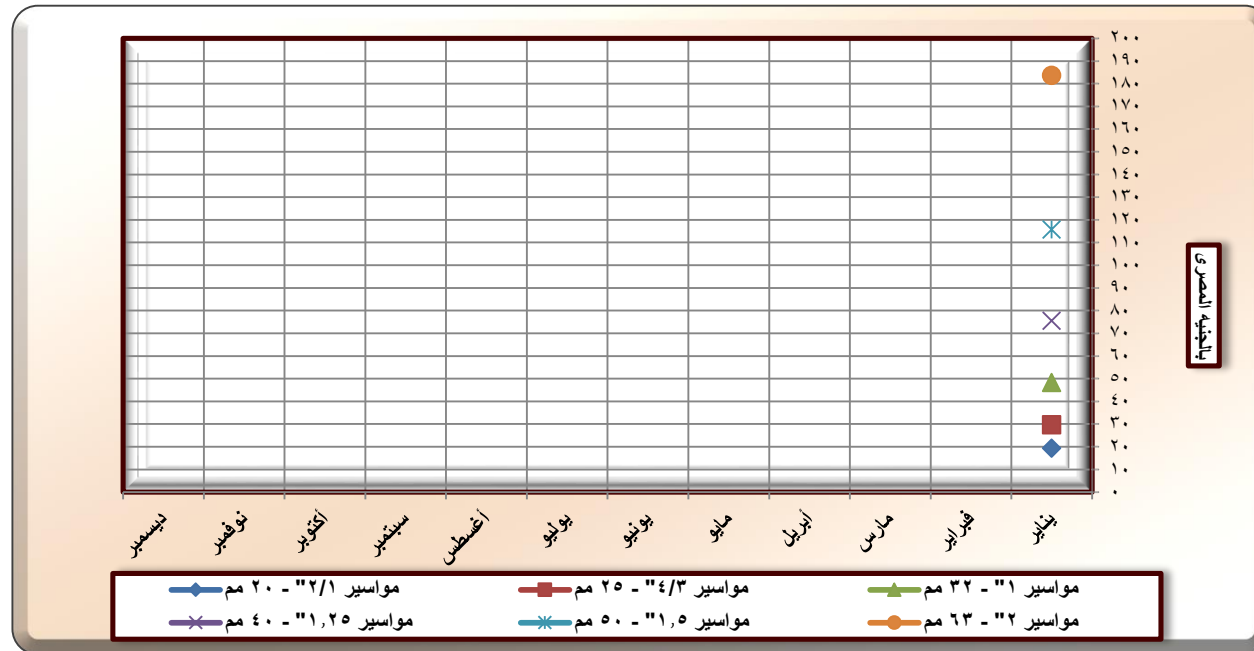 ٢٠٠
١٩٠
١٨٠
١٧٠
١٦٠
١٥٠
١٤٠
١٣٠
١٢٠
١١٠
١٠٠
٩٠
٨٠
٧٠
٦٠
٥٠
٤٠
٣٠
٢٠
١٠
٠
بالجنيه المصرى
يناير
فبراير
مارس
أبريل
مايو
يونيو
يوليو
أغسطس
سبتمبر
أكتوبر
نوفمبر
ديسمبر
مواسير ٢/١" - ٢٠ مم
مواسير ٤/٣" - ٢٥ مم
مواسير ١" - ٣٢ مم
مواسير ١,٢٥" - ٤٠ مم
مواسير ١,٥" - ٥٠ مم
مواسير ٢" - ٦٣ مم